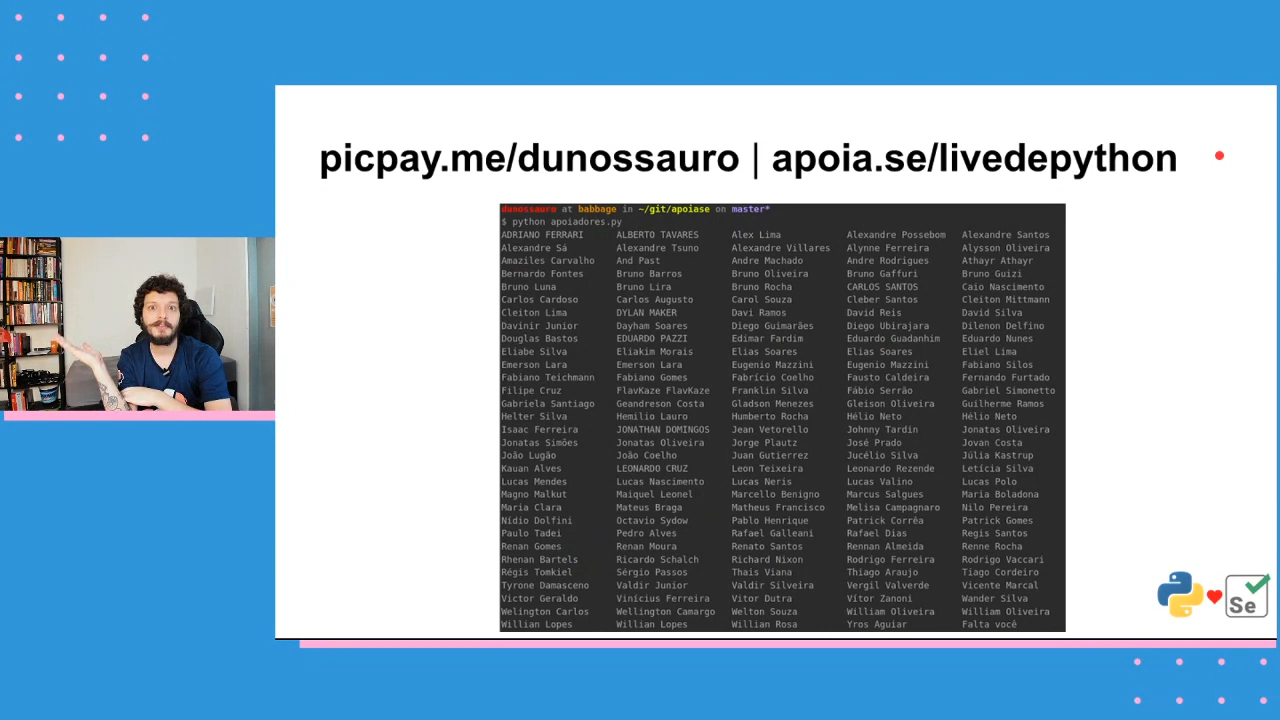 picpay.me/dunossauro | apoia.se/livedepython
dunossauro at babbage in ~/git/apoiase on master*
$ python apoiadores.py
ADRIANO FERRARI ALBERTO TAVARES Alex Lima Alexandre Possebom Alexandre Santos
Alexandre Sá Alexandre Tsuno Alexandre Villares Alynne Ferreira Alysson Oliveira
Amaziles Carvalho And Past Andre Machado Andre Rodrigues Athayr Athayr
Bernardo Fontes Bruno Barros Bruno Oliveira Bruno Gaffuri Bruno Guizi
Bruno Luna Bruno Lira Bruno Rocha CARLOS SANTOS Caio Nascimento
Carlos Cardoso Carlos Augusto Carol Souza Cleber Santos Cleiton Mittmann
Cleiton Lima DYLAN MAKER Davi Ramos David Reis David Silva
Davinir Junior Dayham Soares Diego Guimarães Diego Ubirajara Dilenon Delfino
Douglas Bastos EDUARDO PAZZI Edimar Fardim Eduardo Guadanhim Eduardo Nunes
Eliabe Silva Eliakim Morais Elias Soares Elias Soares Eliel Lima
Emerson Lara Emerson Lara Eugenio Mazzini Eugenio Mazzini Fabiano Silos
Fabiano Teichmann Fabiano Gomes Fabrício Coelho Fausto Caldeira Fernando Furtado
Filipe Cruz FlavKaze FlavKaze Franklin Silva Fábio Serrão Gabriel Simonetto
Gabriela Santiago Geandreson Costa Gladson Menezes Gleison Oliveira Guilherme Ramos
Helter Silva Hemilio Lauro Humberto Rocha Hélio Neto Hélio Neto
Isaac Ferreira JONATHAN DOMINGOS Jean Vetorello Johnny Tardin Jonatas Oliveira
Jonatas Simões Jonatas Oliveira Jorge Plautz José Prado Jovan Costa
João Lugão João Coelho Juan Gutierrez Jucélio Silva Júlia Kastrup
Kauan Alves LEONARDO CRUZ Leon Teixeira Leonardo Rezende Letícia Silva
Lucas Mendes Lucas Nascimento Lucas Neris Lucas Valino Lucas Polo
Magno Malkut Maiquel Leonel Marcello Benigno Marcus Salgues Maria Boladona
Maria Clara Mateus Braga Matheus Francisco Melisa Campagnaro Nilo Pereira
Nídio Dolfini Octavio Sydow Pablo Henrique Patrick Corrêa Patrick Gomes
Paulo Tadei Pedro Alves Rafael Galleani Rafael Dias Regis Santos
Renan Gomes Renan Moura Renato Santos Rennan Almeida Renne Rocha
Rhenan Bartels Ricardo Schalch Richard Nixon Rodrigo Ferreira Rodrigo Vaccari
Régis Tomkiel Sérgio Passos Thais Viana Thiago Araujo Tiago Cordeiro
Tyrone Damasceno Valdir Junior Valdir Silveira Vergil Valverde Vicente Marcal
Victor Geraldo Vinícius Ferreira Vitor Dutra Vítor Zanoni Wander Silva
Welington Carlos Wellington Camargo Welton Souza William Oliveira William Oliveira
Willian Lopes Willian Lopes Willian Rosa Yros Aguiar Falta você
Se